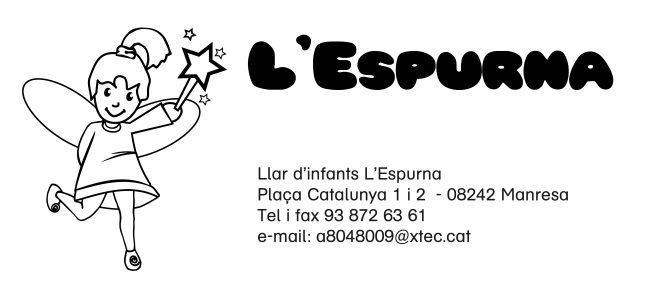 L'ESPURNA
Llar d'infants L'Espurna
Plaça Catalunya 1 i 2 - 08242 Manresa
Tel i fax 93 872 63 61
e-mail: a8048009@xtec.cat